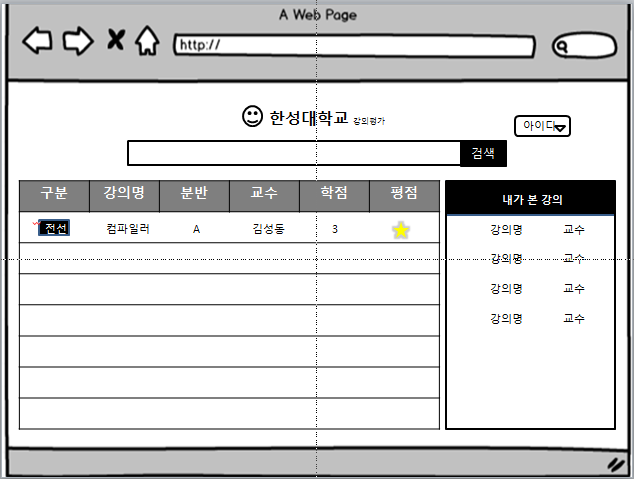 A Web Page
http://
한성대학교 강의평가
아이디
검색
구분 강의명 분반 교수 학점 평점
전선 컴파일러 A 김성동 3
내가 본 강의
강의명 교수
강의명 교수
강의명 교수
강의명 교수